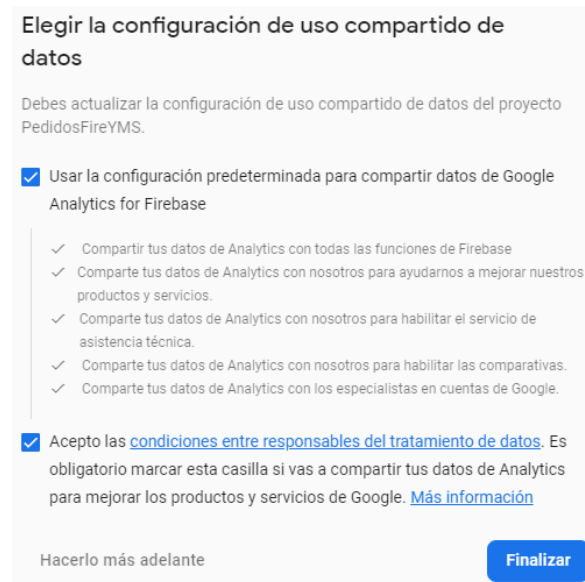 Elegir la configuración de uso compartido de
datos
Debes actualizar la configuración de uso compartido de datos del proyecto
PedidosFireYMS.
Usar la configuración predeterminada para compartir datos de Google
Analytics for Firebase
Compartir tus datos de Analytics con todas las funciones de Firebase
Comparte tus datos de Analytics con nosotros para ayudarnos a mejorar nuestros
productos y servicios.
Comparte tus datos de Analytics con nosotros para habilitar el servicio de
asistencia técnica.
Comparte tus datos de Analytics con nosotros para habilitar las comparativas.
Comparte tus datos de Analytics con los especialistas en cuentas de Google.
Acepto las condiciones entre responsables del tratamiento de datos. Es
obligatorio marcar esta casilla si vas a compartir tus datos de Analytics
para mejorar los productos y servicios de Google. Más información
Hacerlo más adelante
Finalizar